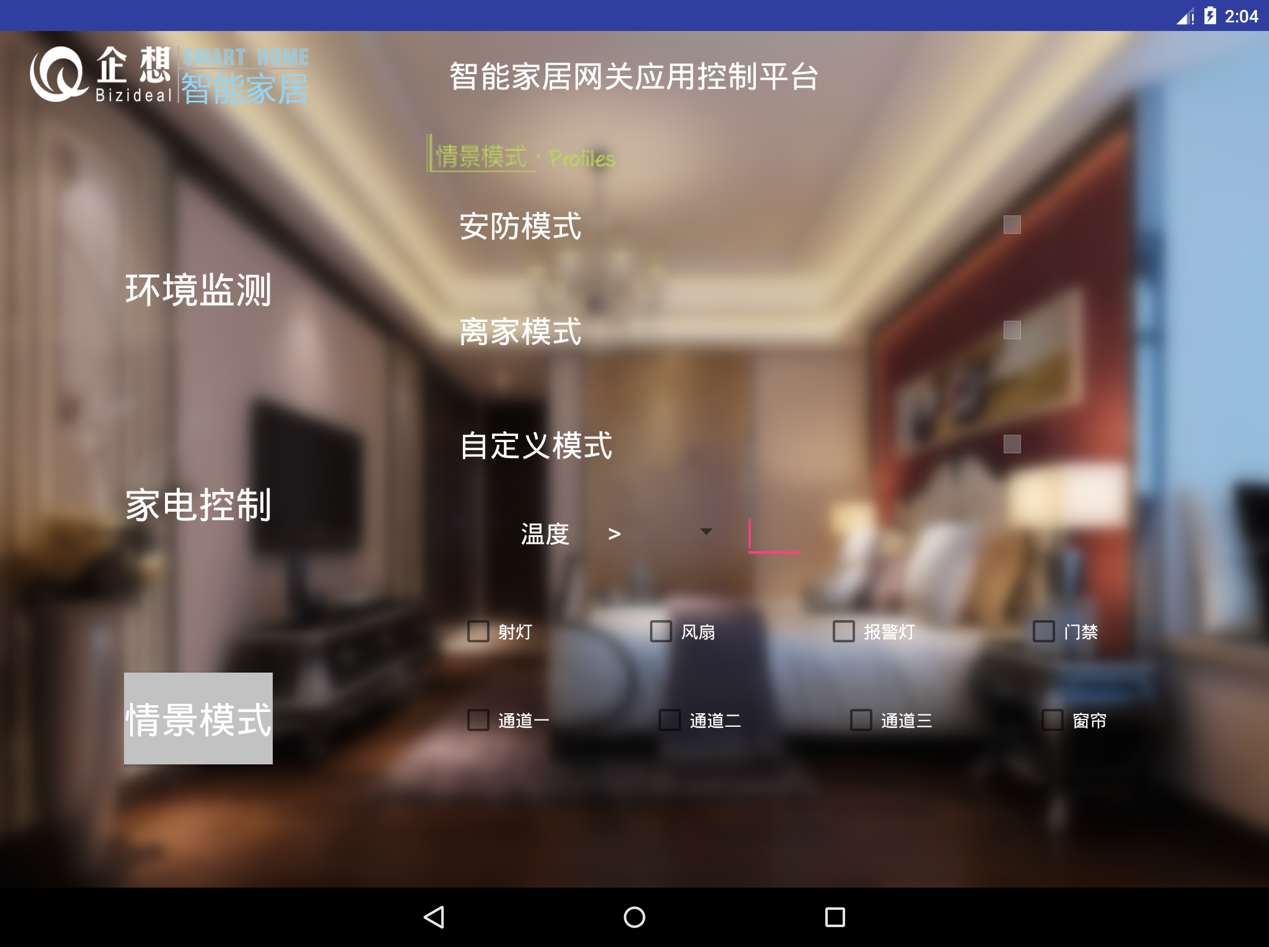 2:04
企想
Bizideal
SMART HOME
智能家居
智能家居网关应用控制平台
情景模式 · Profiles
环境监测
家电控制
情景模式
安防模式
离家模式
自定义模式
温度 >
射灯 风扇 报警灯 门禁
通道一 通道二 通道三 窗帘